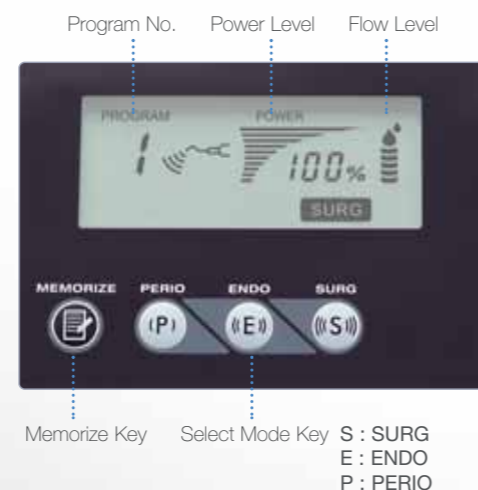 Program No. Power Level Flow Level
PROGRAM POWER
1 100%
SURG
MEMORIZE PERIO ENDO SURG
(P) ((E)) (((S)))
Memorize Key Select Mode Key S : SURG
E : ENDO
P : PERIO